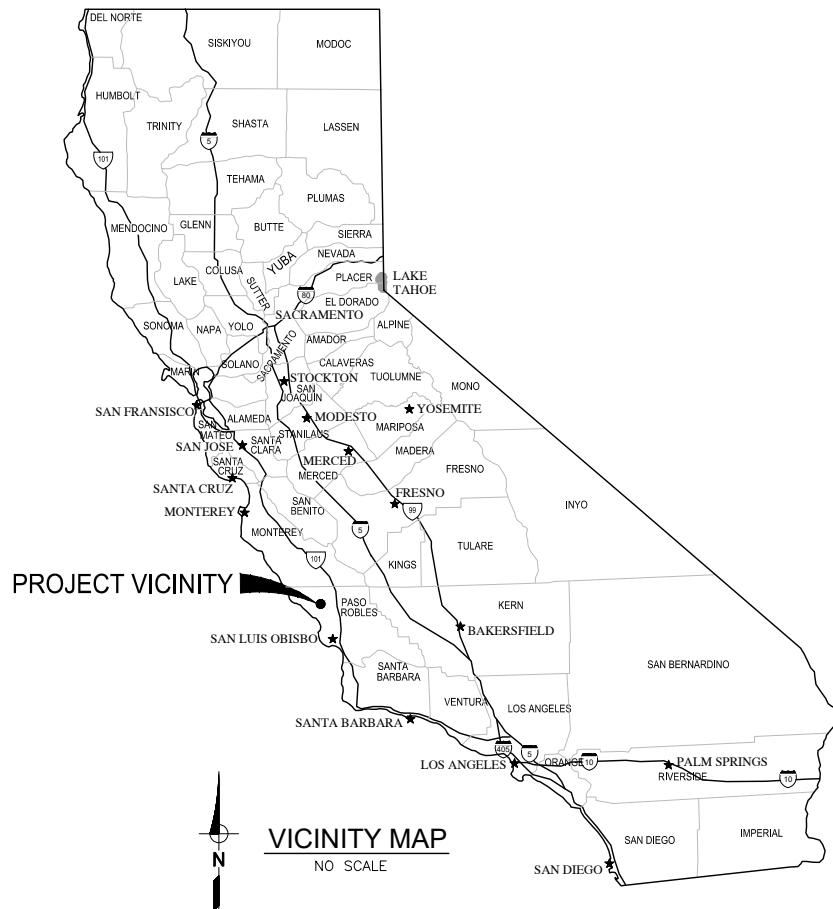 DEL NORTE
SISKIYOU
MODOC
HUMBOLT
TRINITY
SHASTA
LASSEN
5
101
TEHAMA
PLUMAS
MENDOCINO
GLENN
BUTTE
SIERRA
NEVADA
YUBA
LAKE
COLUSA
SUTTER
PLACER
LAKE
TAHOE
80
EL DORADO
SACRAMENTO
SONOMA
NAPA
YOLO
ALPINE
AMADOR
SACRAMENTO
SOLANO
CALAVERAS
MARIN
STOCKTON
TUOLUMNE
MONO
SAN
JOAQUIN
SAN FRANSISCO
YOSEMITE
ALAMEDA
MODESTO
SAN
MATEO
STANILAUS
MARIPOSA
SAN JOSE
SANTA
CLARA
MERCED
MADERA
SANTA
CRUZ
FRESNO
MERCED
SANTA CRUZ
FRESNO
SAN
BENITO
INYO
MONTEREY
99
MONTEREY
5
TULARE
101
KINGS
PROJECT VICINITY
PASO
ROBLES
KERN
BAKERSFIELD
SAN LUIS OBISBO
SANTA
BARBARA
SAN BERNARDINO
VENTURA
LOS ANGELES
SANTA BARBARA
405
5
LOS ANGELES
ORANGE
10
PALM SPRINGS
RIVERSIDE
10
N
VICINITY MAP
NO SCALE
SAN DIEGO
IMPERIAL
SAN DIEGO